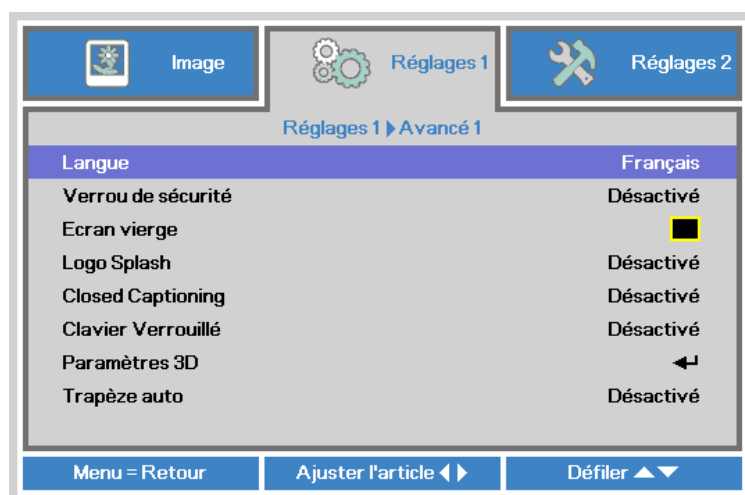 Image
Réglages 1
Réglages 2
Réglages 1 Avancé 1
Langue Français
Verrou de sécurité Désactivé
Ecran vierge
Logo Splash Désactivé
Closed Captioning Désactivé
Clavier Verrouillé Désactivé
Paramètres 3D
Trapèze auto Désactivé
Menu = Retour
Ajuster l'article
Défiler